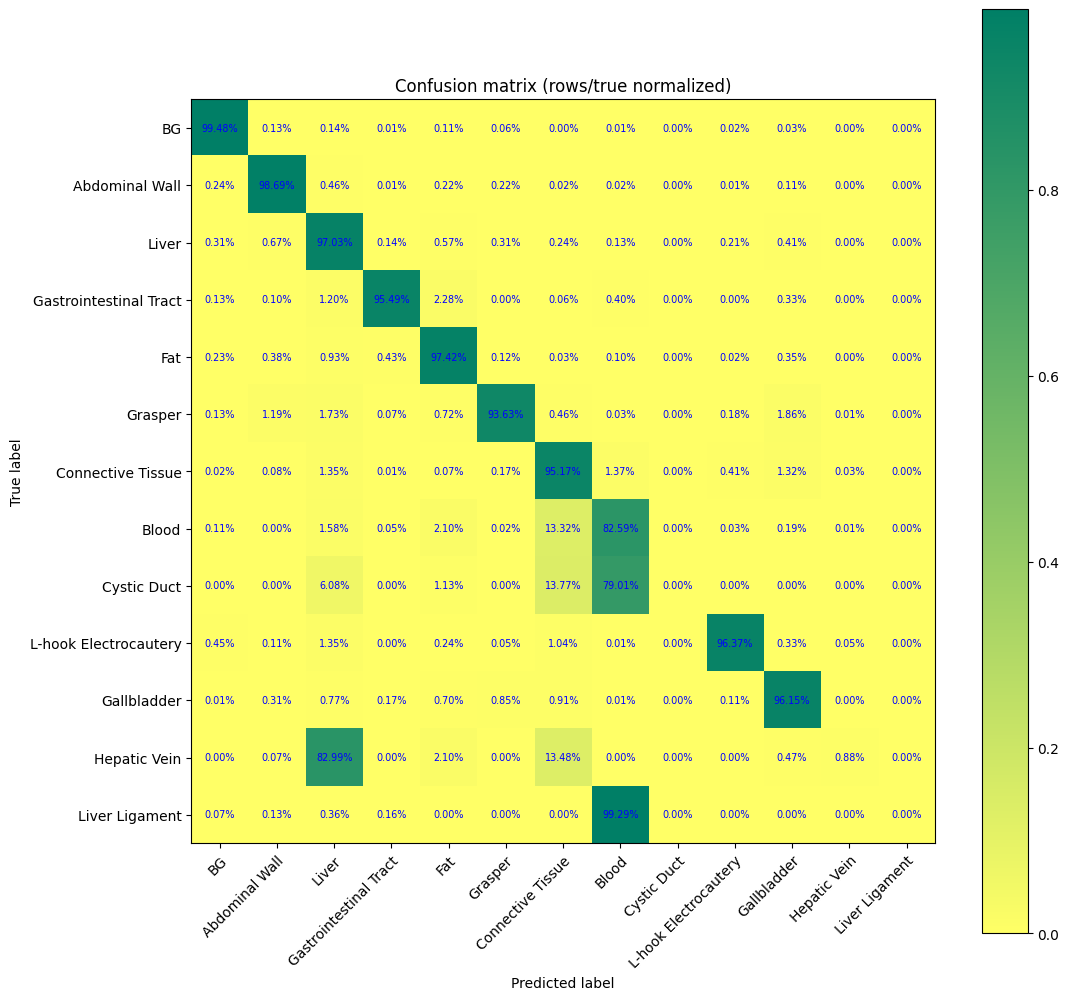 Confusion matrix (rows/true normalized)
BG 99.48% 0.13% 0.14% 0.01% 0.11% 0.06% 0.00% 0.01% 0.00% 0.02% 0.03% 0.00% 0.00%
Abdominal Wall 0.24% 98.69% 0.46% 0.01% 0.22% 0.22% 0.02% 0.02% 0.00% 0.01% 0.11% 0.00% 0.00%
Liver 0.31% 0.67% 97.03% 0.14% 0.57% 0.31% 0.24% 0.13% 0.00% 0.21% 0.41% 0.00% 0.00%
Gastrointestinal Tract 0.13% 0.10% 1.20% 95.49% 2.28% 0.00% 0.06% 0.40% 0.00% 0.00% 0.33% 0.00% 0.00%
Fat 0.23% 0.38% 0.93% 0.43% 97.42% 0.12% 0.03% 0.10% 0.00% 0.02% 0.35% 0.00% 0.00%
Grasper 0.13% 1.19% 1.73% 0.07% 0.72% 93.63% 0.46% 0.03% 0.00% 0.18% 1.86% 0.01% 0.00%
Connective Tissue 0.02% 0.08% 1.35% 0.01% 0.07% 0.17% 95.17% 1.37% 0.00% 0.41% 1.32% 0.03% 0.00%
Blood 0.11% 0.00% 1.58% 0.05% 2.10% 0.02% 13.32% 82.59% 0.00% 0.03% 0.19% 0.01% 0.00%
Cystic Duct 0.00% 0.00% 6.08% 0.00% 1.13% 0.00% 13.77% 79.01% 0.00% 0.00% 0.00% 0.00% 0.00%
L-hook Electrocautery 0.45% 0.11% 1.35% 0.00% 0.24% 0.05% 1.04% 0.01% 0.00% 96.37% 0.33% 0.05% 0.00%
Gallbladder 0.01% 0.31% 0.77% 0.17% 0.70% 0.85% 0.91% 0.01% 0.00% 0.11% 96.15% 0.00% 0.00%
Hepatic Vein 0.00% 0.07% 82.99% 0.00% 2.10% 0.00% 13.48% 0.00% 0.00% 0.00% 0.47% 0.88% 0.00%
Liver Ligament 0.07% 0.13% 0.36% 0.16% 0.00% 0.00% 0.00% 99.29% 0.00% 0.00% 0.00% 0.00% 0.00%
True label
BG
Abdominal Wall
Liver
Gastrointestinal Tract
Fat
Grasper
Connective Tissue
Blood
Cystic Duct
L-hook Electrocautery
Gallbladder
Hepatic Vein
Liver Ligament
Predicted label
0.8
0.6
0.4
0.2
0.0